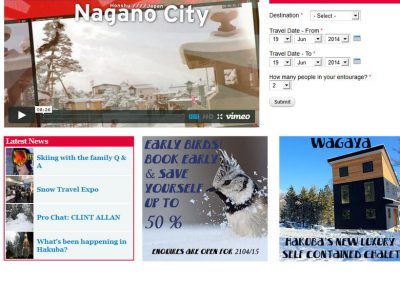 Honshu //// Japan
Nagano City
08:26
HD
vimeo
Destination *
- Select -
Travel Date - From *
19 Jun 2014
Travel Date - To *
19 Jun 2014
How many people in your entourage? *
2
Submit
Latest News
Skiing with the family Q &
A
Snow Travel Expo
Pro Chat: CLINT ALLAN
What's been happening in
Hakuba?
EARLY BIRDS
BOOK EARLY
& SAVE
YOURSELF
UP TO
50 %
ENQUIRES ARE OPEN FOR 2104/15
WAGAYA
HAKUBA'S NEW LUXURY
SELF CONTAINED CHALET